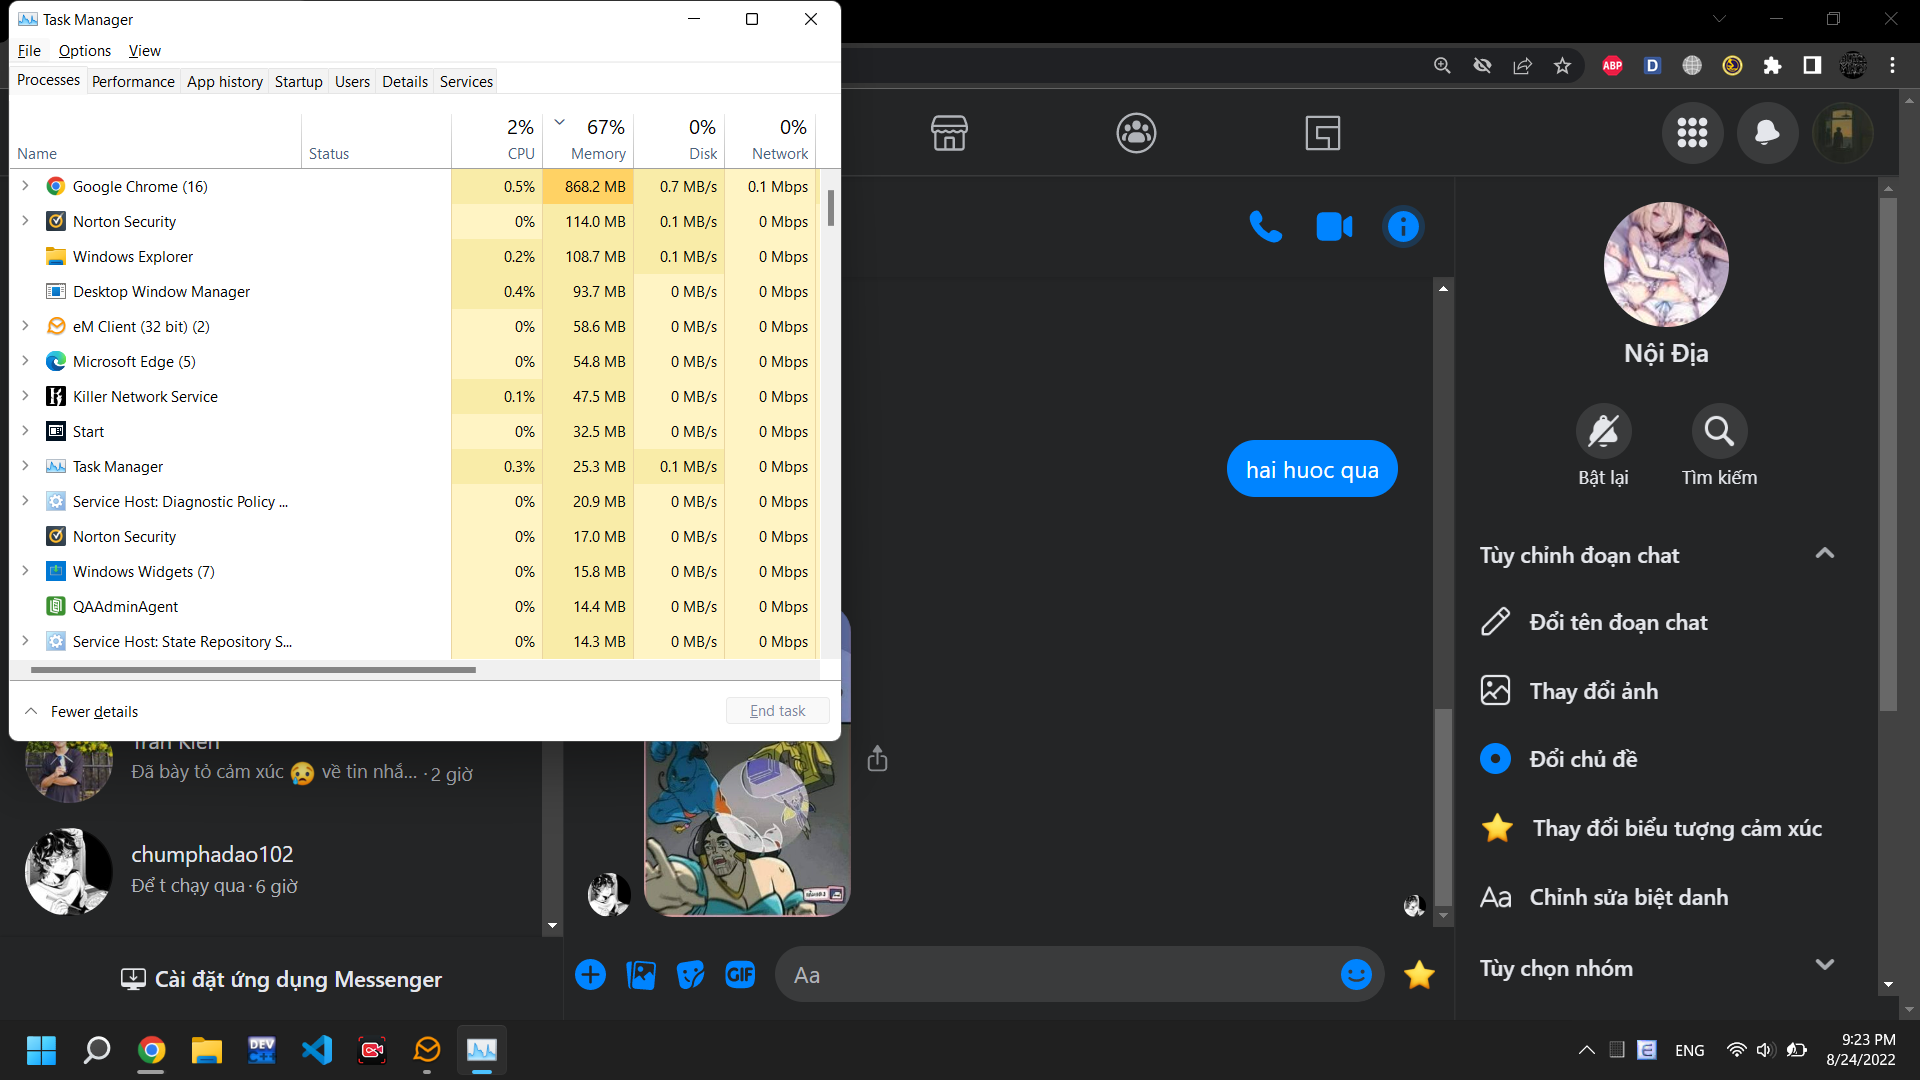 Task Manager
File Options View
Processes Performance App history Startup Users Details Services
2% 67% 0% 0%
Name Status CPU Memory Disk Network
Google Chrome (16) 0.5% 868.2 MB 0.7 MB/s 0.1 Mbps
Norton Security 0% 114.0 MB 0.1 MB/s 0 Mbps
Windows Explorer 0.2% 108.7 MB 0.1 MB/s 0 Mbps
Desktop Window Manager 0.4% 93.7 MB 0 MB/s 0 Mbps
eM Client (32 bit) (2) 0% 58.6 MB 0 MB/s 0 Mbps
Microsoft Edge (5) 0% 54.8 MB 0 MB/s 0 Mbps
Killer Network Service 0.1% 47.5 MB 0 MB/s 0 Mbps
Start 0% 32.5 MB 0 MB/s 0 Mbps
Task Manager 0.3% 25.3 MB 0.1 MB/s 0 Mbps
Service Host: Diagnostic Policy ... 0% 20.9 MB 0 MB/s 0 Mbps
Norton Security 0% 17.0 MB 0 MB/s 0 Mbps
Windows Widgets (7) 0% 15.8 MB 0 MB/s 0 Mbps
QAAdminAgent 0% 14.4 MB 0 MB/s 0 Mbps
Service Host: State Repository S... 0% 14.3 MB 0 MB/s 0 Mbps
Fewer details End task
ABP D
Trần Kiên
Đã bày tỏ cảm xúc 😥 về tin nhắ... · 2 giờ
chumphadao102
Để t chạy qua · 6 giờ
Cài đặt ứng dụng Messenger
hai huoc qua
GIF Aa
Nội Địa
Bật lại Tìm kiếm
Tùy chỉnh đoạn chat
Đổi tên đoạn chat
Thay đổi ảnh
Đổi chủ đề
Thay đổi biểu tượng cảm xúc
Aa Chỉnh sửa biệt danh
Tùy chọn nhóm
DEV C++
E ENG
9:23 PM
8/24/2022